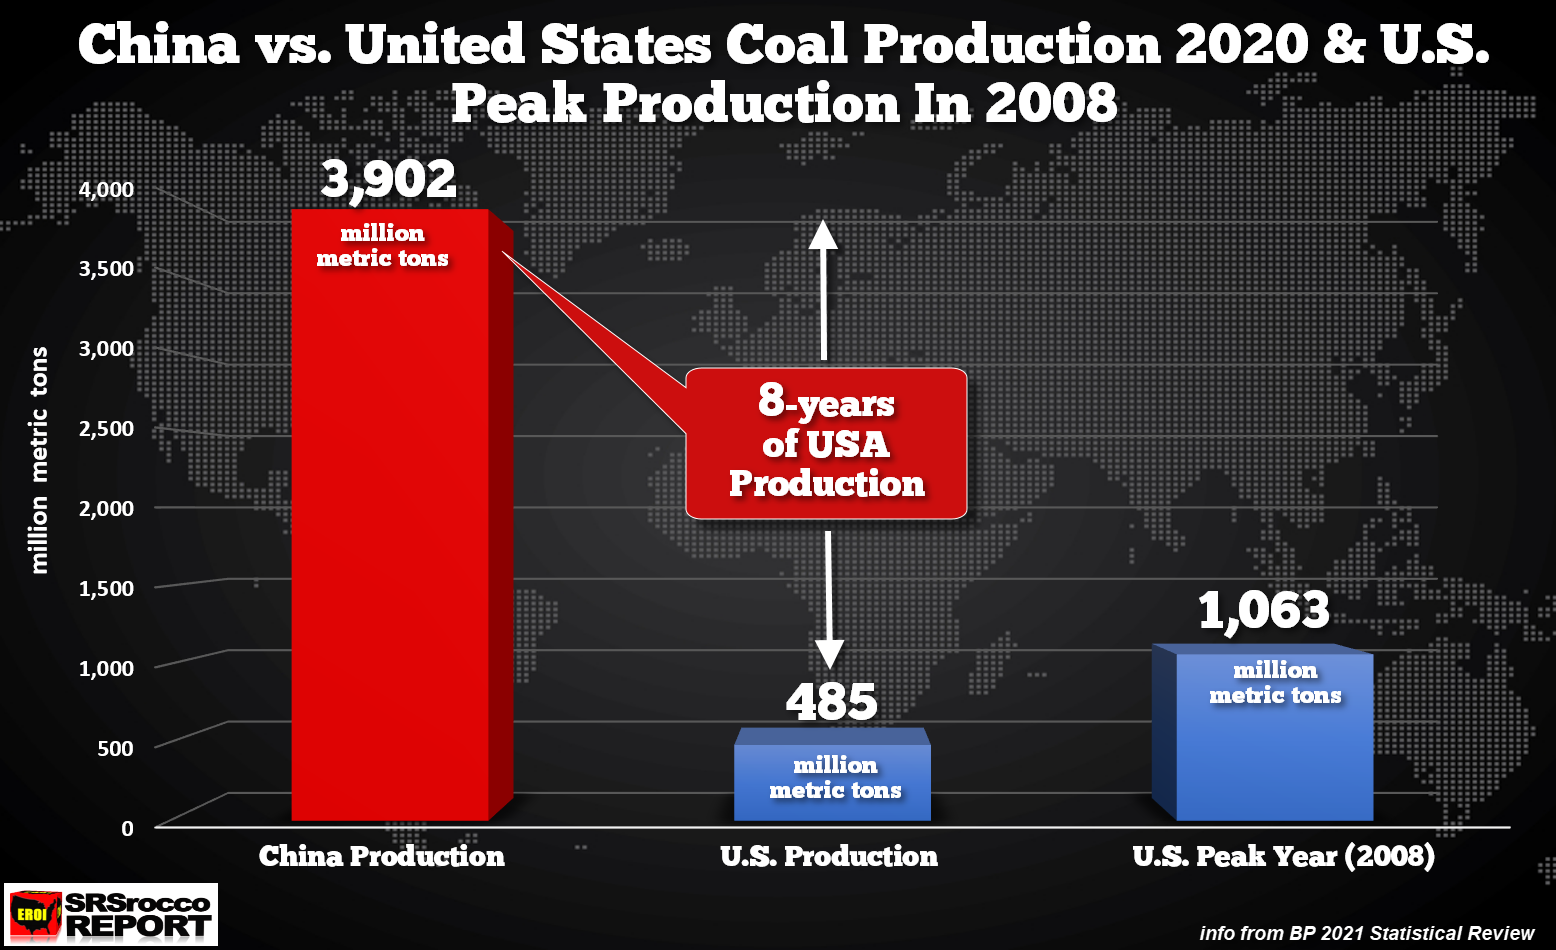 China vs. United States Coal Production 2020 & U.S.
Peak Production In 2008
3,902
million
metric tons
4,000
3,500
3,000
2,500
2,000
1,500
1,000
500
0
million metric tons
8-years
of USA
Production
485
million
metric tons
1,063
million
metric tons
China Production
U.S. Production
U.S. Peak Year (2008)
EROI
SRSrocco
REPORT
info from BP 2021 Statistical Review